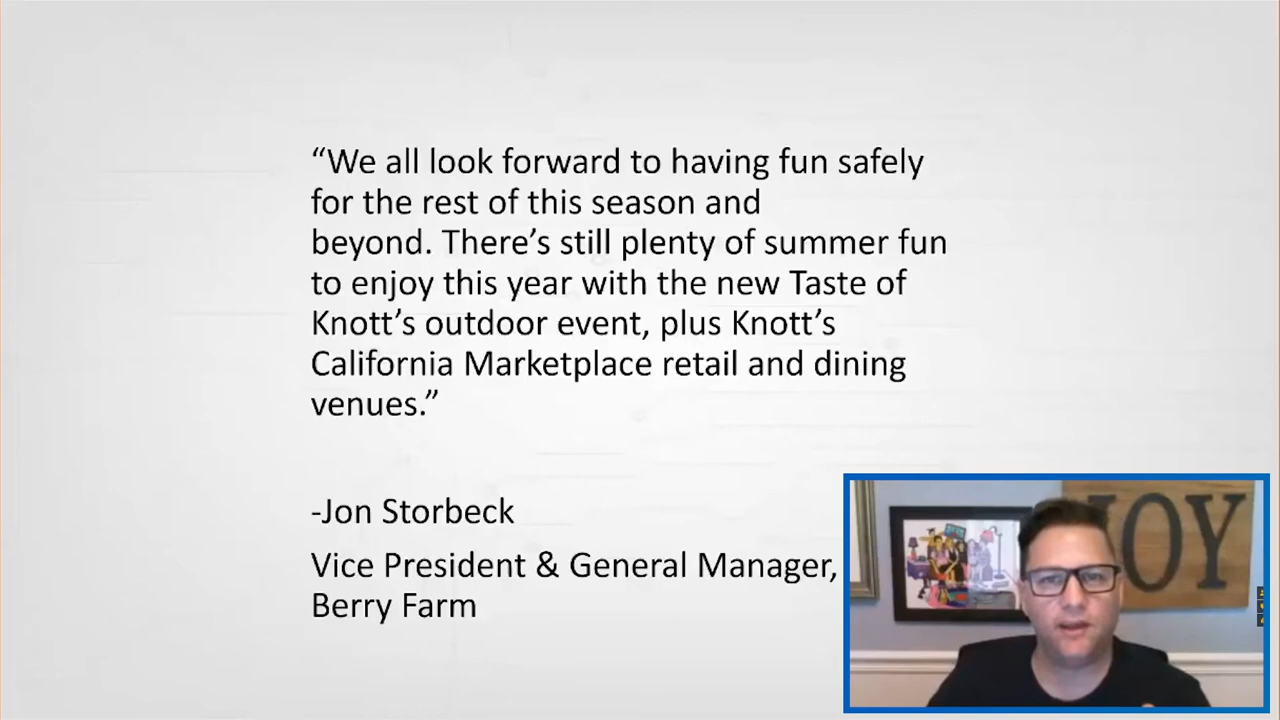 “We all look forward to having fun safely
for the rest of this season and
beyond. There’s still plenty of summer fun
to enjoy this year with the new Taste of
Knott’s outdoor event, plus Knott’s
California Marketplace retail and dining
venues.”
-Jon Storbeck
Vice President & General Manager,
Berry Farm
OY